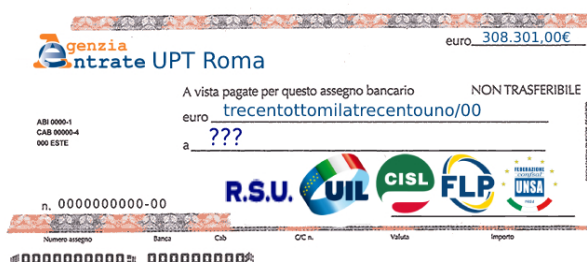 Agenzia
Entrate UPT Roma
euro 308.301,00€
A vista pagate per questo assegno bancario NON TRASFERIBILE
euro trecentottomilatrecentouno/00
ABI 0000-1
CAB 00000-4
000 ESTE
a ???
R.S.U. UIL CISL FLP FEDERAZIONE confsal UNSA
n. 0000000000-00
Numero assegno Banca Cab C/C n. Valuta Importo